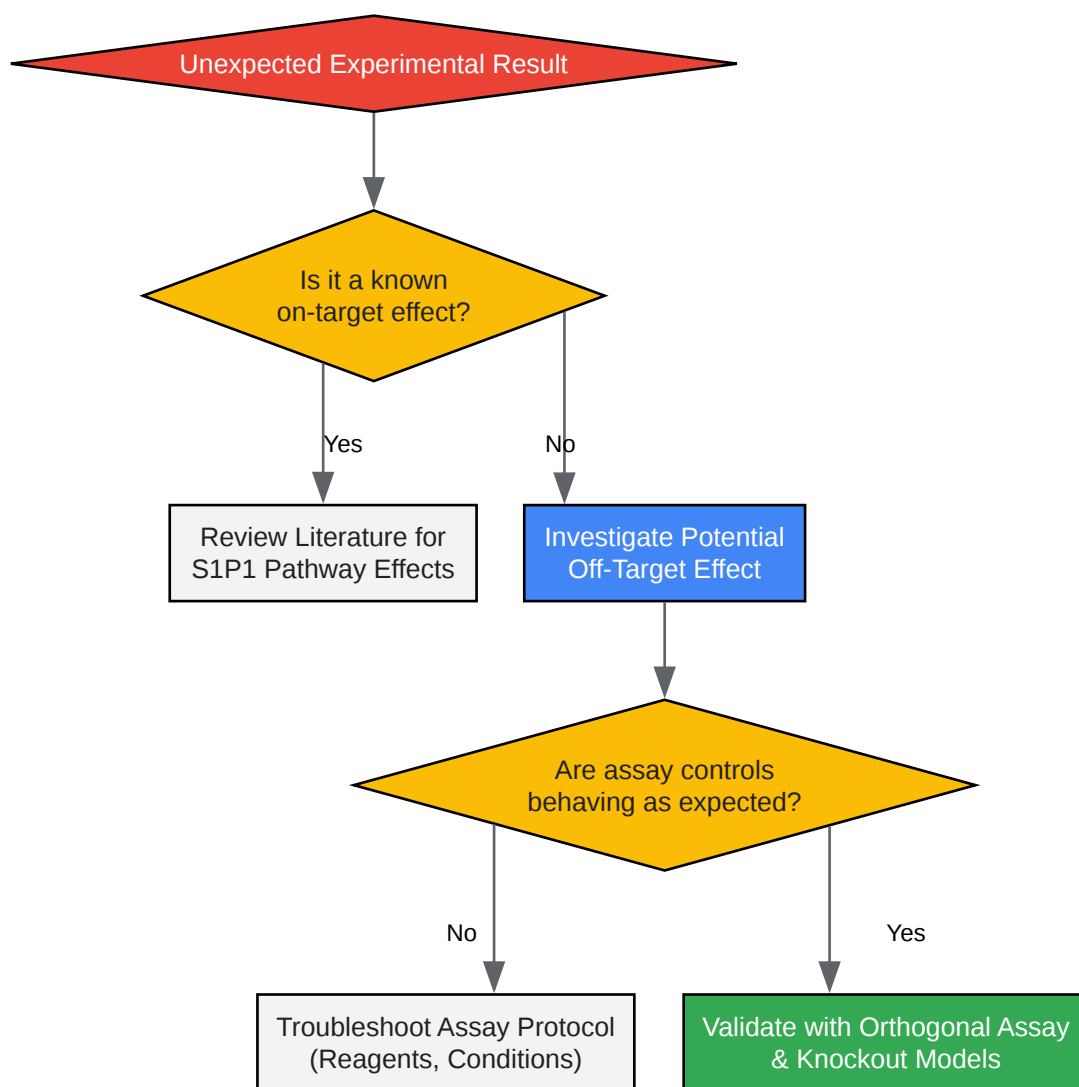 Unexpected Experimental Result
Is it a known
on-target effect?
Yes
No
Review Literature for
S1P1 Pathway Effects
Investigate Potential
Off-Target Effect
Are assay controls
behaving as expected?
No
Yes
Troubleshoot Assay Protocol
(Reagents, Conditions)
Validate with Orthogonal Assay
& Knockout Models